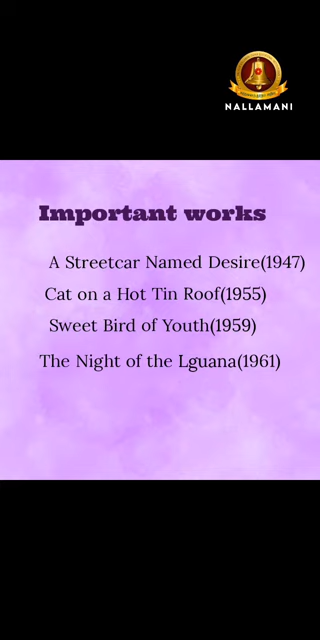 NALLAMANI
Important works
A Streetcar Named Desire(1947)
Cat on a Hot Tin Roof(1955)
Sweet Bird of Youth(1959)
The Night of the Lguana(1961)